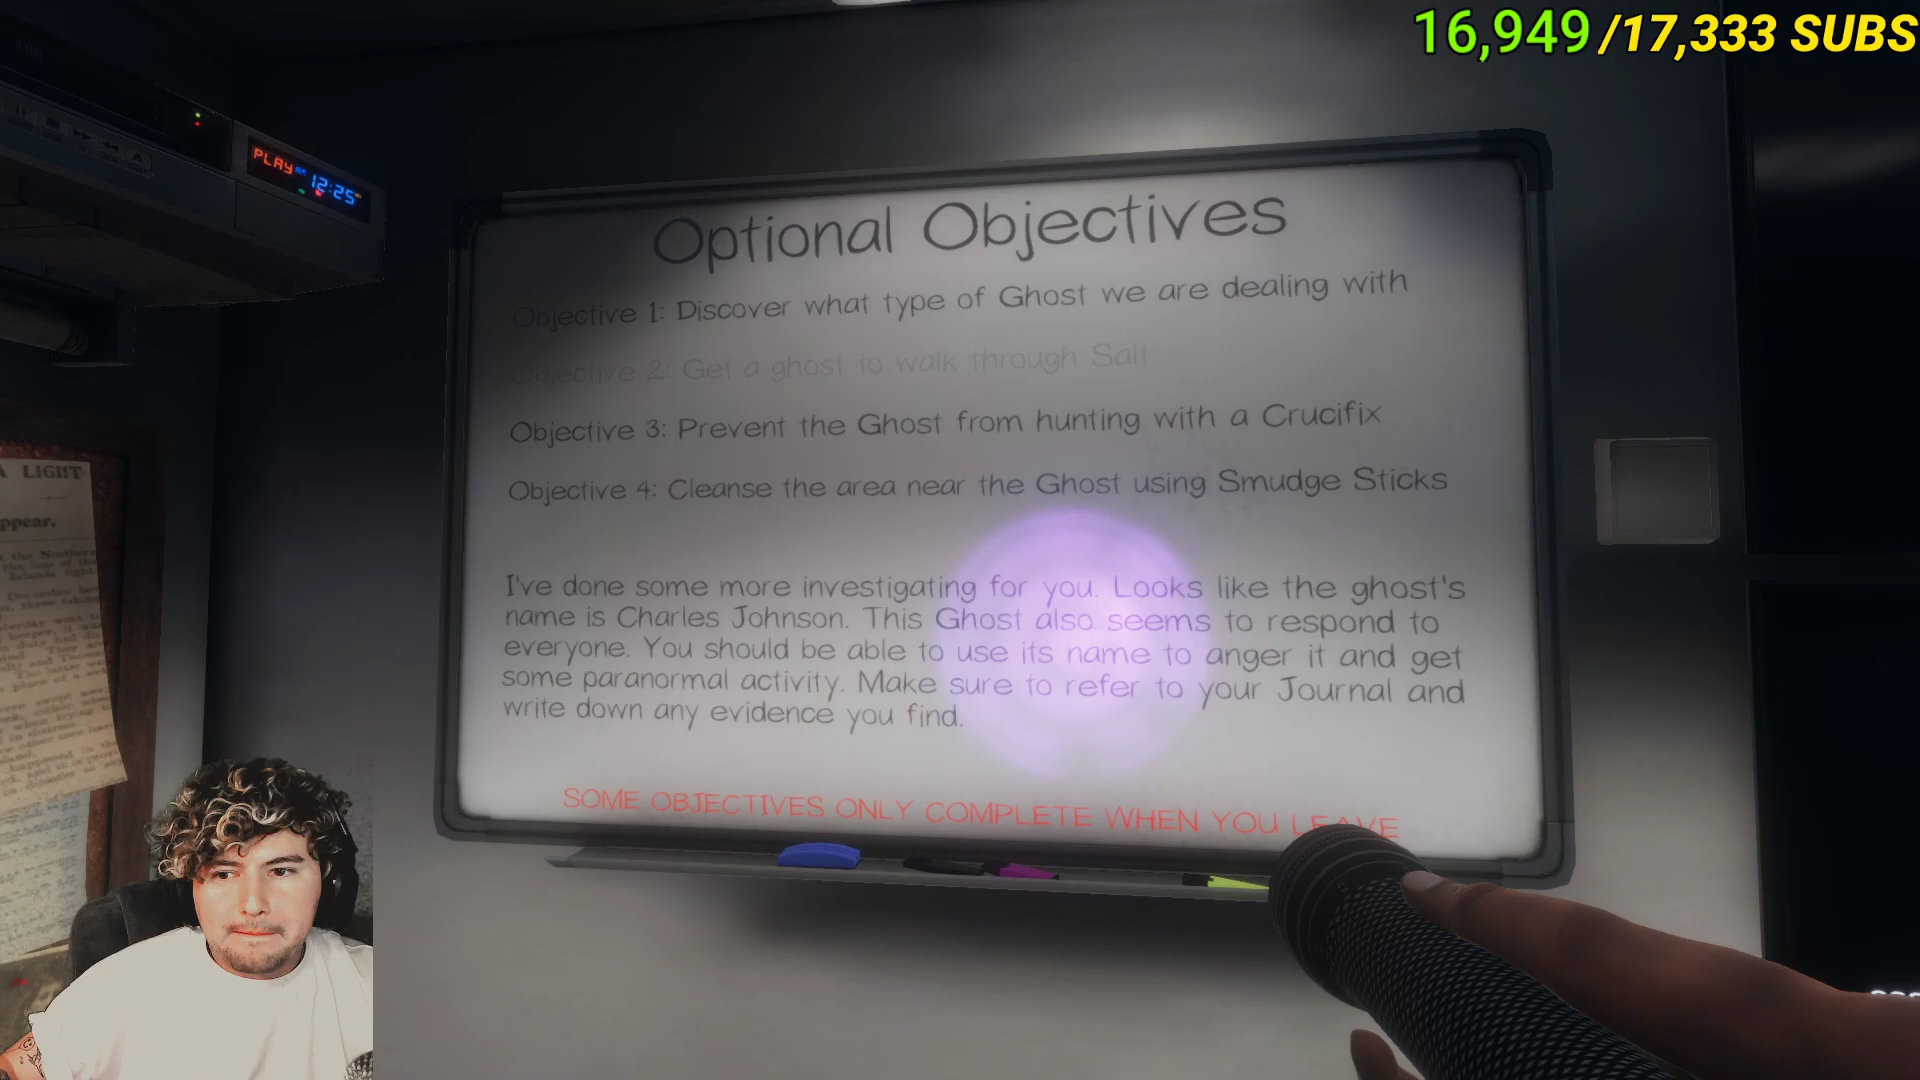 16,949 /17,333 SUBS
PLAY 12:25
Optional Objectives
Objective 1: Discover what type of Ghost we are dealing with
Objective 2: Get a ghost to walk through Salt
Objective 3: Prevent the Ghost from hunting with a Crucifix
Objective 4: Cleanse the area near the Ghost using Smudge Sticks
I've done some more investigating for you. Looks like the ghost's
name is Charles Johnson. This Ghost also seems to respond to
everyone. You should be able to use its name to anger it and get
some paranormal activity. Make sure to refer to your Journal and
write down any evidence you find.
SOME OBJECTIVES ONLY COMPLETE WHEN YOU LEAVE
A LIGHT
ppear.